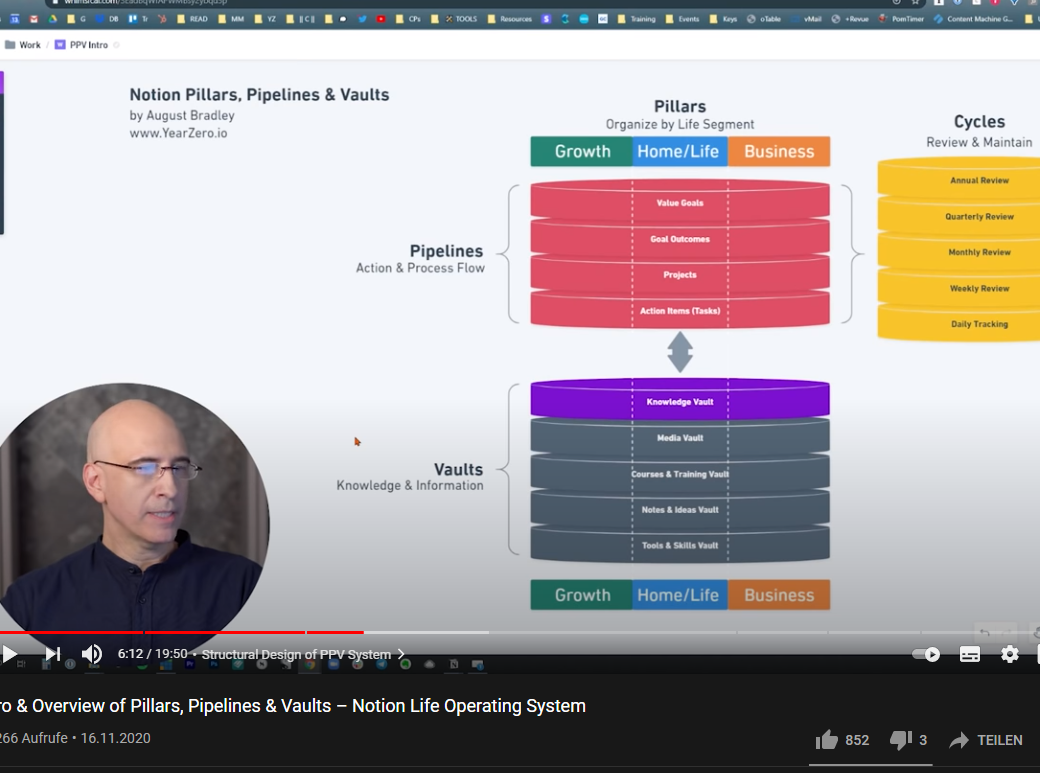 DB
Tr
READ
MM
YZ
CPs
TOOLS
Resources
Training
Events
Keys
oTable
vMail
+Revue
PomTimer
Content Machine G...
Work / PPV Intro
Notion Pillars, Pipelines & Vaults
by August Bradley
www.YearZero.io
Pillars
Organize by Life Segment
Growth Home/Life Business
Cycles
Review & Maintain
Annual Review
Quarterly Review
Monthly Review
Weekly Review
Daily Tracking
Pipelines
Action & Process Flow
Value Goals
Goal Outcomes
Projects
Action Items (Tasks)
Vaults
Knowledge & Information
Knowledge Vault
Media Vault
Courses & Training Vault
Notes & Ideas Vault
Tools & Skills Vault
Growth Home/Life Business
6:12 / 19:50 • Structural Design of PPV System
ro & Overview of Pillars, Pipelines & Vaults – Notion Life Operating System
266 Aufrufe • 16.11.2020
852
3
TEILEN